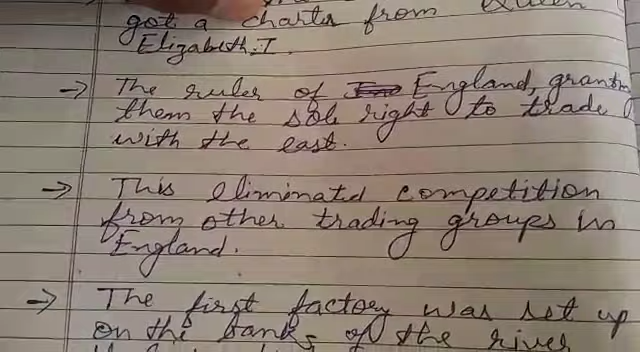 got a charter from Queen
Elizabeth. I.
→ The ruler of England, granting
them the sole right to trade
with the east.
→ This eliminated competition
from other trading groups in
England.
→ The first factory was set up
on the banks of the river